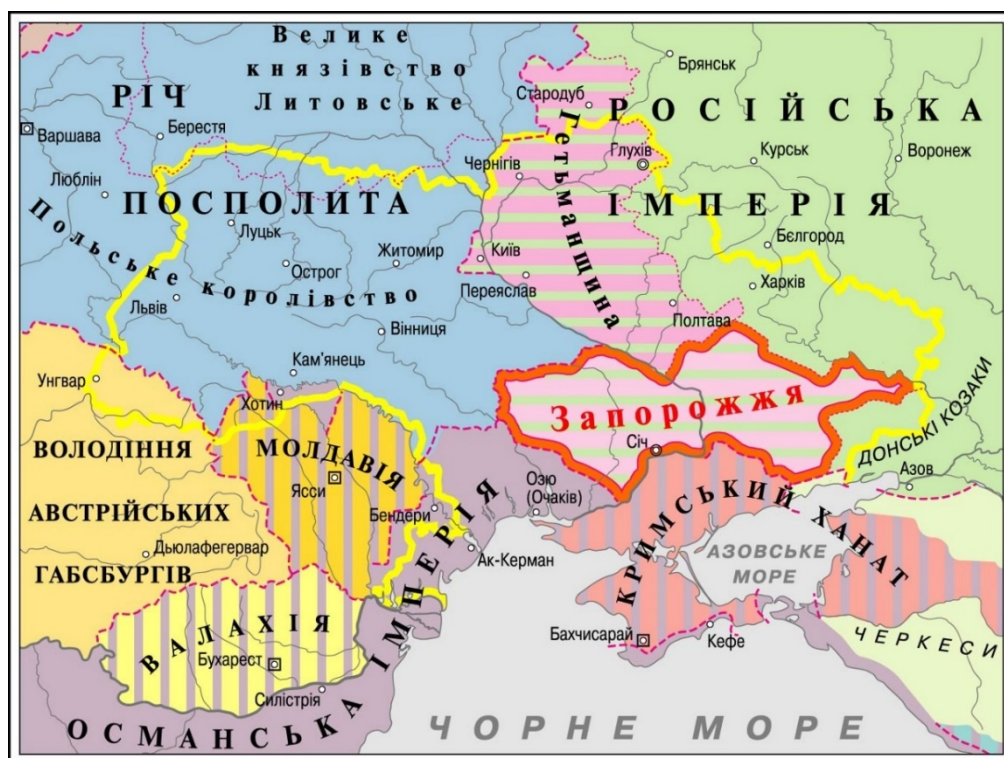 Велике
князівство
Литовське
РІЧ
ПОСПОЛИТА
Польське королівство
Варшава
Берестя
Люблін
Луцьк
Острог
Житомир
Львів
Вінниця
Кам'янець
Стародуб
Брянськ
РОСІЙСЬКА
ІМПЕРІЯ
Гетьманщина
Чернігів
Глухів
Курськ
Воронеж
Київ
Переяслав
Бєлгород
Харків
Полтава
Запорожжя
Січ
ДОНСЬКІ КОЗАКИ
Азов
Унгвар
Хотин
ВОЛОДІННЯ
АВСТРІЙСЬКИХ
ГАБСБУРГІВ
МОЛДАВІЯ
Ясси
Бендери
Дьюлафегервар
Озю
(Очаків)
Ак-Керман
КРИМСЬКИЙ ХАНАТ
АЗОВСЬКЕ
МОРЕ
Бахчисарай
Кефе
ЧЕРКЕСИ
ВАЛАХІЯ
Бухарест
Силістрія
ОСМАНСЬКА ІМПЕРІЯ
ЧОРНЕ МОРЕ